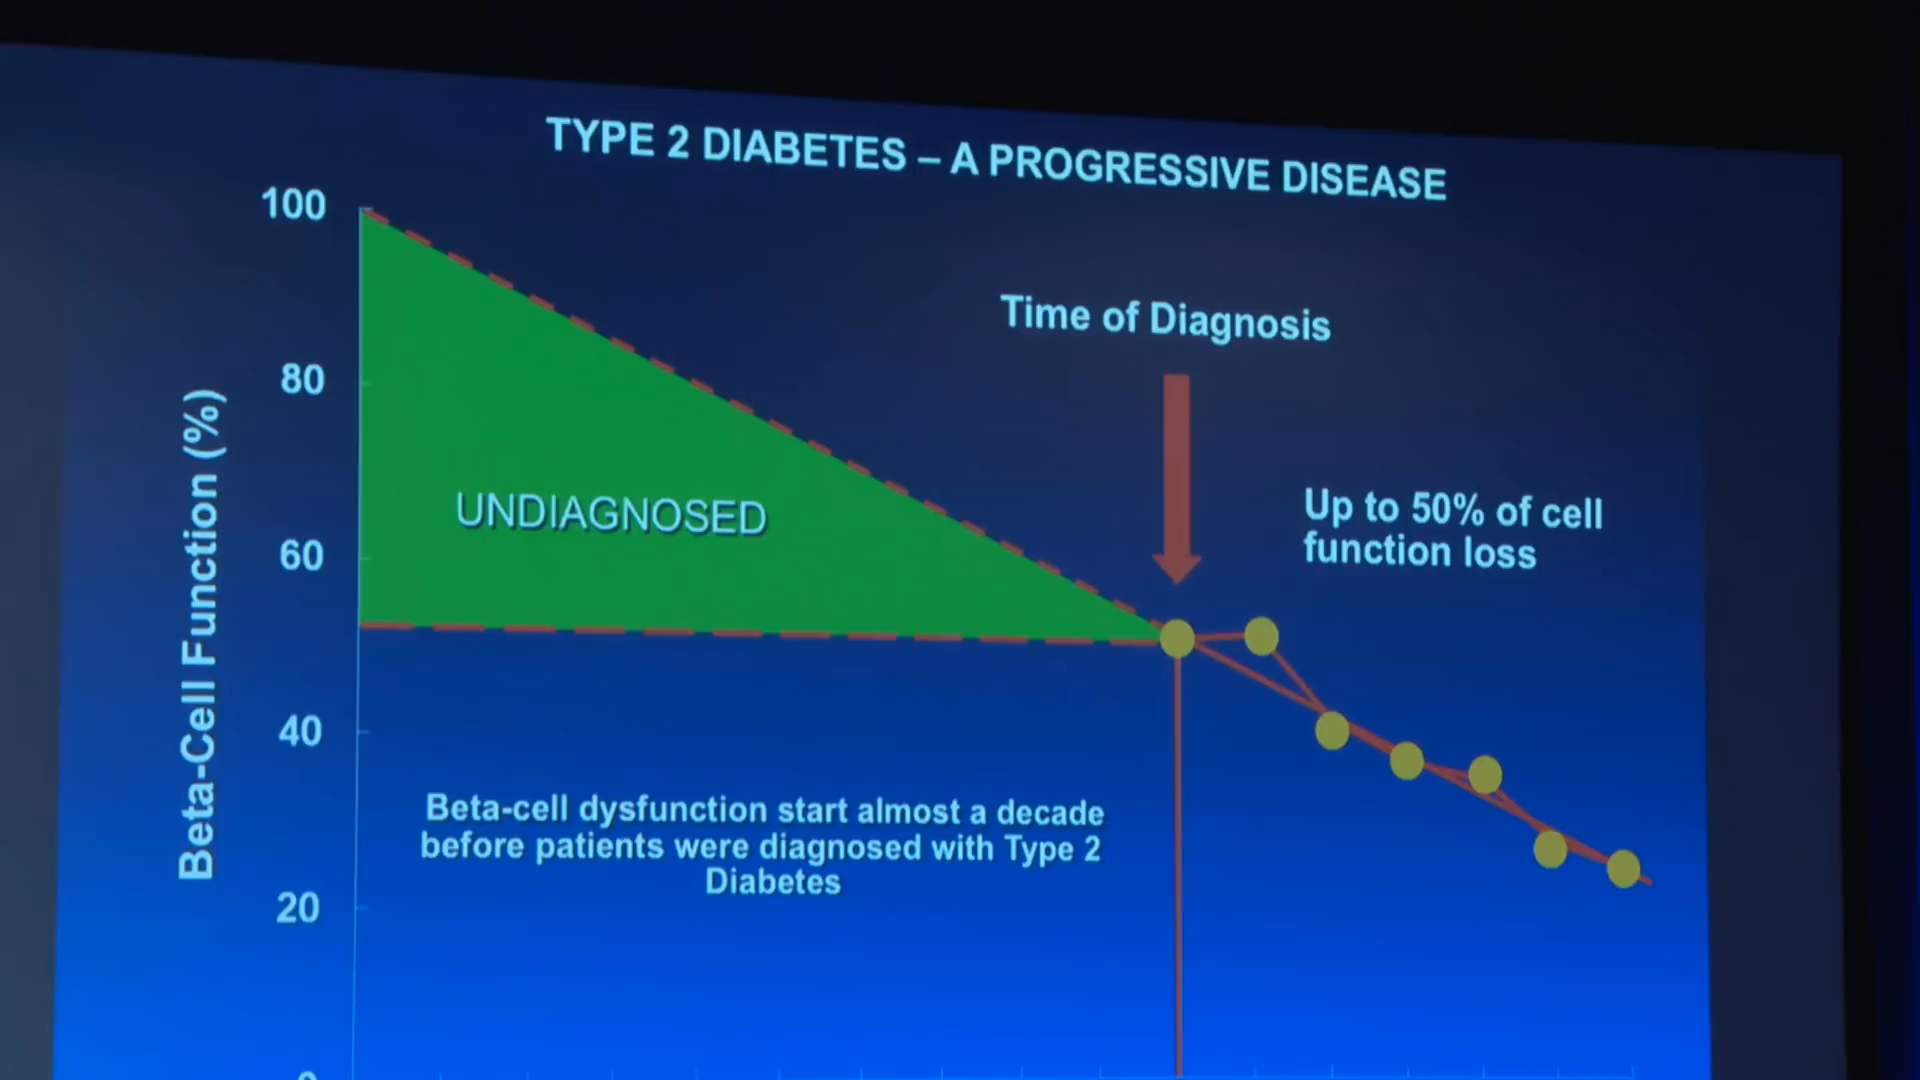 TYPE 2 DIABETES – A PROGRESSIVE DISEASE
100
80
60
40
20
0
Beta-Cell Function (%)
Time of Diagnosis
UNDIAGNOSED
Up to 50% of cell
function loss
Beta-cell dysfunction start almost a decade
before patients were diagnosed with Type 2
Diabetes